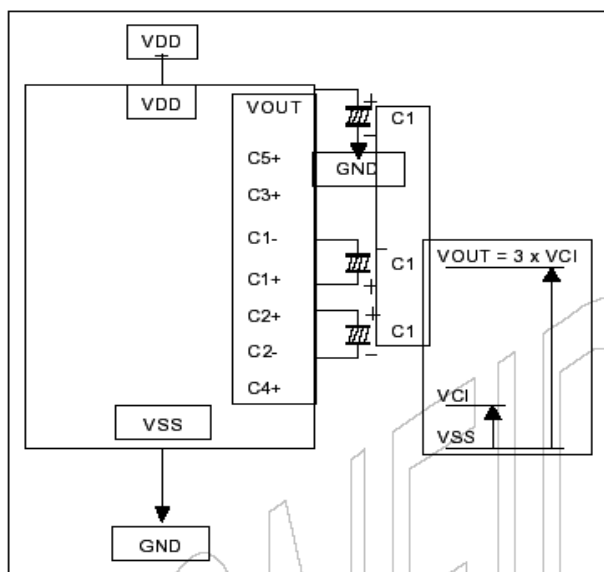 VDD
VDD
VOUT
C5+
C3+
C1-
C1+
C2+
C2-
C4+
+
C1
-
GND
-
C1
+
+
C1
-
VOUT = 3 x VCI
VCI
VSS
VSS
GND